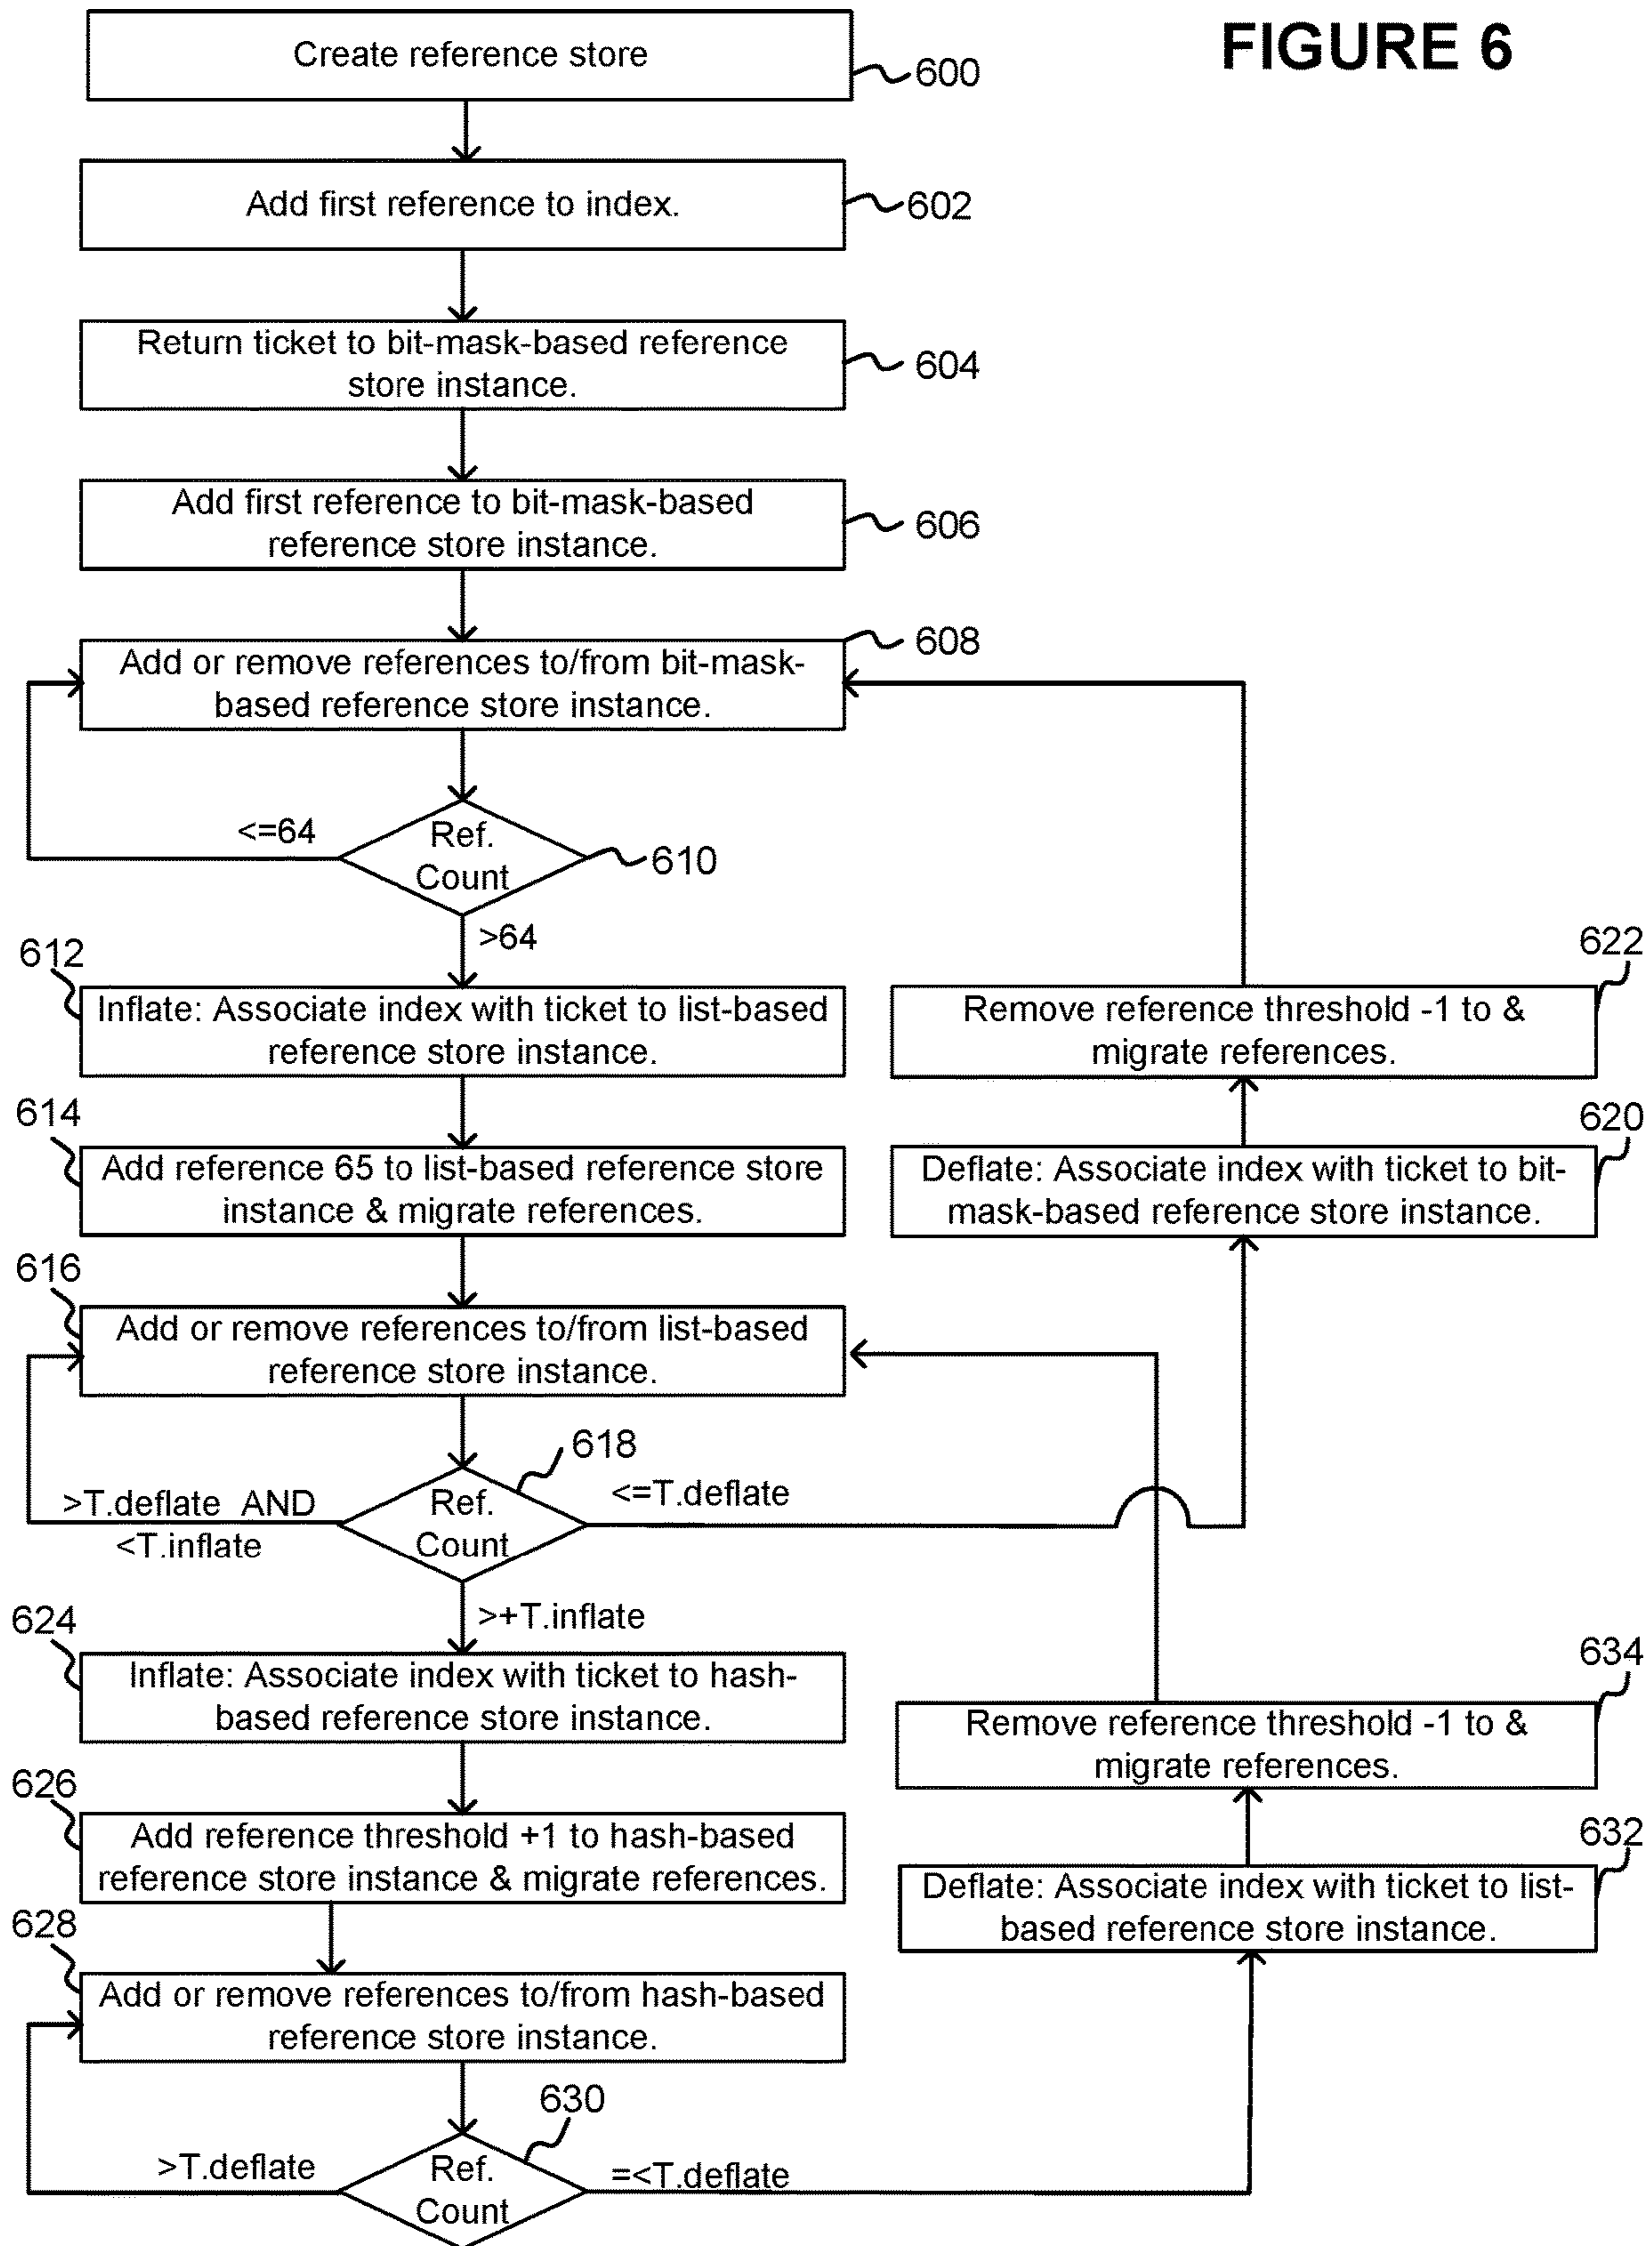 FIGURE 6
Create reference store
600
Add first reference to index.
602
Return ticket to bit-mask-based reference
store instance.
604
Add first reference to bit-mask-based
reference store instance.
606
608
Add or remove references to/from bit-mask-
based reference store instance.
<=64
Ref.
Count
610
>64
612
Inflate: Associate index with ticket to list-based
reference store instance.
622
Remove reference threshold -1 to &
migrate references.
614
Add reference 65 to list-based reference store
instance & migrate references.
620
Deflate: Associate index with ticket to bit-
mask-based reference store instance.
616
Add or remove references to/from list-based
reference store instance.
618
>T.deflate AND
<T.inflate
Ref.
Count
<=T.deflate
>+T.inflate
624
Inflate: Associate index with ticket to hash-
based reference store instance.
634
Remove reference threshold -1 to &
migrate references.
626
Add reference threshold +1 to hash-based
reference store instance & migrate references.
632
Deflate: Associate index with ticket to list-
based reference store instance.
628
Add or remove references to/from hash-based
reference store instance.
630
>T.deflate
Ref.
Count
=<T.deflate